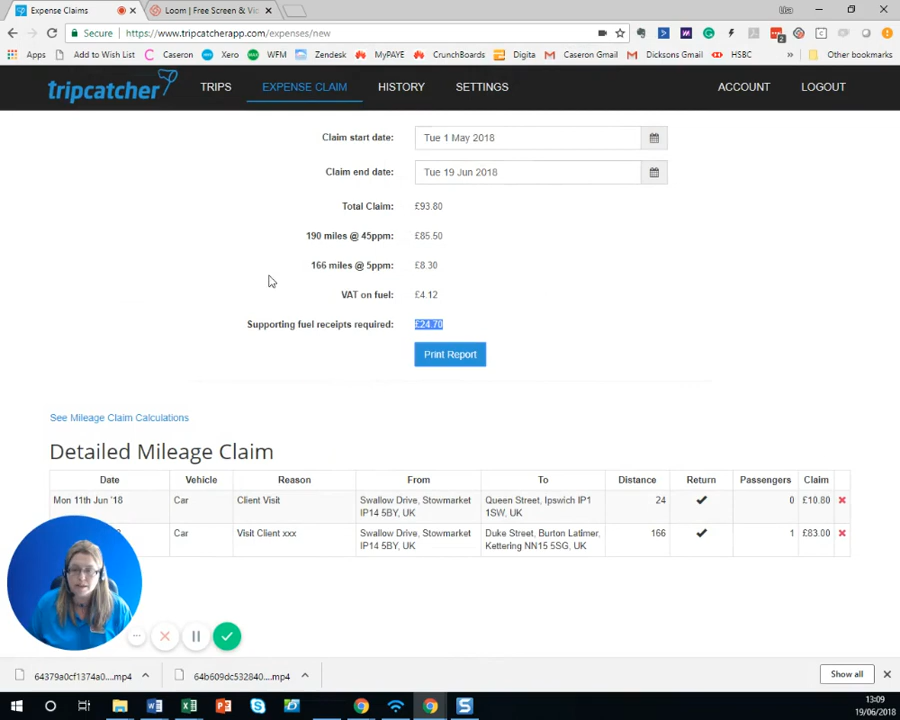 Expense Claims
Loom | Free Screen & Vic
Secure https://www.tripcatcherapp.com/expenses/new
Apps Add to Wish List Caseron Xero WFM Zendesk MyPAYE CrunchBoards Digita Caseron Gmail Dicksons Gmail HSBC » Other bookmarks
tripcatcher TRIPS EXPENSE CLAIM HISTORY SETTINGS ACCOUNT LOGOUT
Claim start date: Tue 1 May 2018
Claim end date: Tue 19 Jun 2018
Total Claim: £93.80
190 miles @ 45ppm: £85.50
166 miles @ 5ppm: £8.30
VAT on fuel: £4.12
Supporting fuel receipts required: £24.70
Print Report
See Mileage Claim Calculations
Detailed Mileage Claim
Date Vehicle Reason From To Distance Return Passengers Claim
Mon 11th Jun '18 Car Client Visit Swallow Drive, Stowmarket Queen Street, Ipswich IP1 24 0 £10.80
IP14 5BY, UK 1SW, UK
Car Visit Client xxx Swallow Drive, Stowmarket Duke Street, Burton Latimer, 166 1 £83.00
IP14 5BY, UK Kettering NN15 5SG, UK
64379a0cf1374a0....mp4 64b609dc532840....mp4 Show all
13:09
19/06/2018